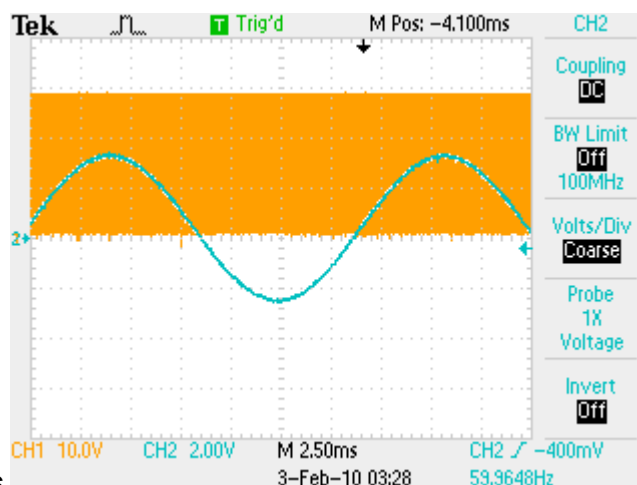 Tek T Trig'd M Pos: -4.100ms CH2
Coupling
DC
BW Limit
Off
100MHz
Volts/Div
Coarse
Probe
1X
Voltage
Invert
Off
2
CH1 10.0V CH2 2.00V M 2.50ms CH2 -400mV
3-Feb-10 03:28 59.9648Hz